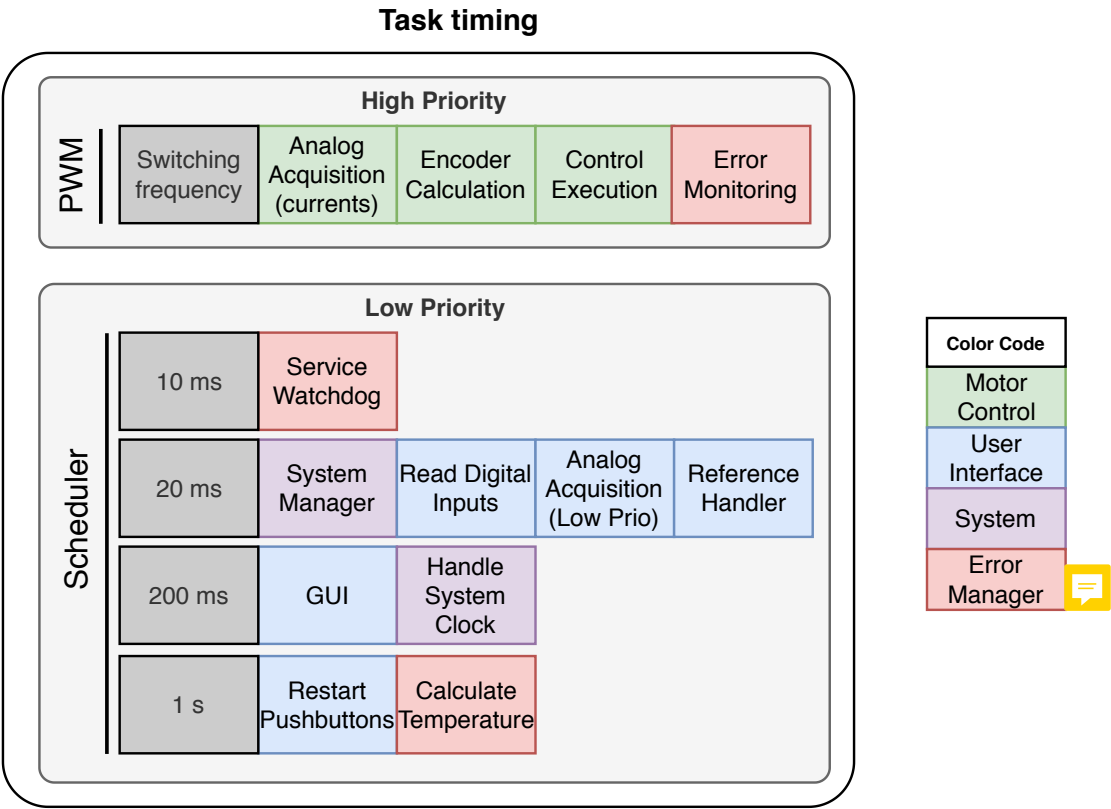 Task timing
High Priority
PWM
Switching
frequency
Analog
Acquisition
(currents)
Encoder
Calculation
Control
Execution
Error
Monitoring
Low Priority
Scheduler
10 ms
Service
Watchdog
20 ms
System
Manager
Read Digital
Inputs
Analog
Acquisition
(Low Prio)
Reference
Handler
200 ms
GUI
Handle
System
Clock
1 s
Restart
Pushbuttons
Calculate
Temperature
Color Code
Motor
Control
User
Interface
System
Error
Manager